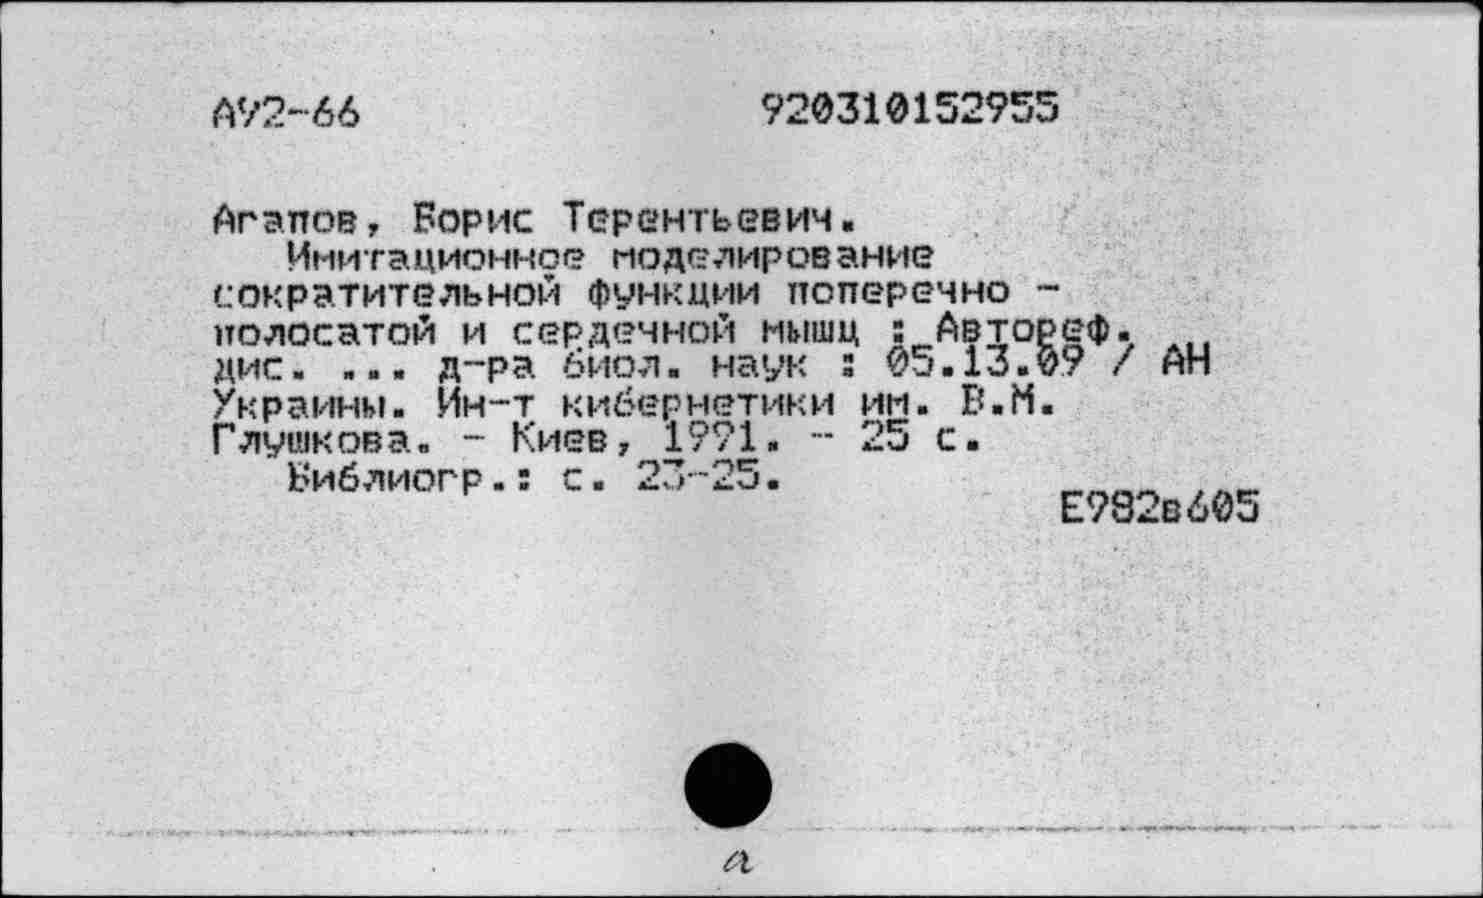 А92-66 920310152955
Агапов, Борис Терентьевич.
Имитационное моделирование
сократительной функции поперечно -
полосатой и сердечной мышц : Автореф.
дис. ... д-ра биол. наук : 05.13.09 / АН
Украины. Ин-т кибернетики им. В.М.
Глушкова. - Киев, 1991. - 25 с.
Библиогр.: с. 23-25.
Е982в605
а